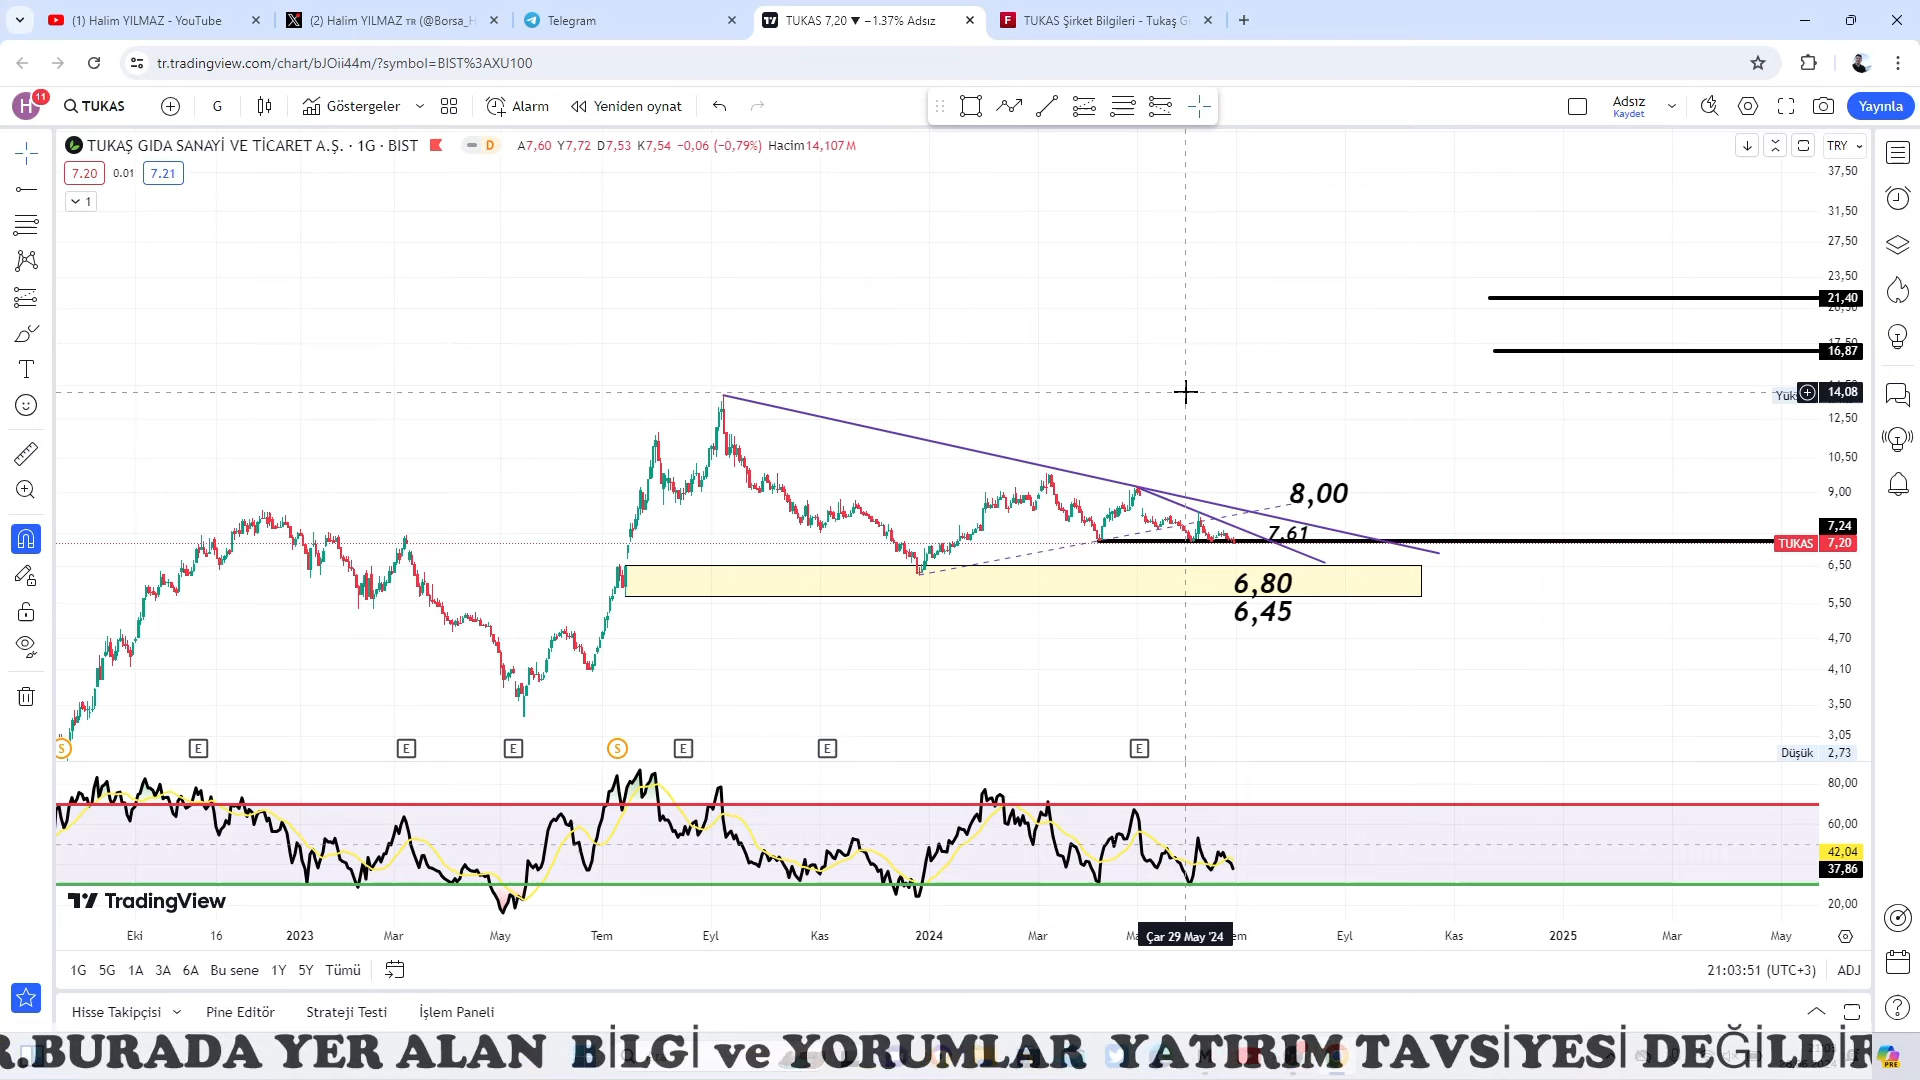 (1) Halim YILMAZ - YouTube
(2) Halim YILMAZ TR (@Borsa_H
Telegram
TUKAS 7,20 ▼ −1.37% Adsız
TUKAS Şirket Bilgileri - Tukaş G
tr.tradingview.com/chart/bJOii44m/?symbol=BIST%3AXU100
H
11
TUKAS
G
Göstergeler
Alarm
Yeniden oynat
Adsız
Kaydet
Yayınla
TUKAŞ GIDA SANAYİ VE TİCARET A.Ş. · 1G · BIST
D
A7,60 Y7,72 D7,53 K7,54 −0,06 (−0,79%) Hacim14,107M
TRY
7.20
0.01
7.21
1
37,50
31,50
27,50
23,50
21,40
16,87
14,08
12,50
10,50
9,00
8,00
7,61
7,24
TUKAS 7,20
6,50
6,80
6,45
5,50
4,70
4,10
3,50
3,05
Düşük 2,73
S E E E S E E E
80,00
60,00
42,04
37,86
20,00
TradingView
Eki 16 2023 Mar May Tem Eyl Kas 2024 Mar
Çar 29 May '24
Eyl Kas 2025 Mar May
1G 5G 1A 3A 6A Bu sene 1Y 5Y Tümü
21:03:51 (UTC+3)
ADJ
Hisse Takipçisi
Pine Editör
Strateji Testi
İşlem Paneli
R.BURADA YER ALAN BİLGİ ve YORUMLAR YATIRIM TAVSİYESİ DEĞİLDİR